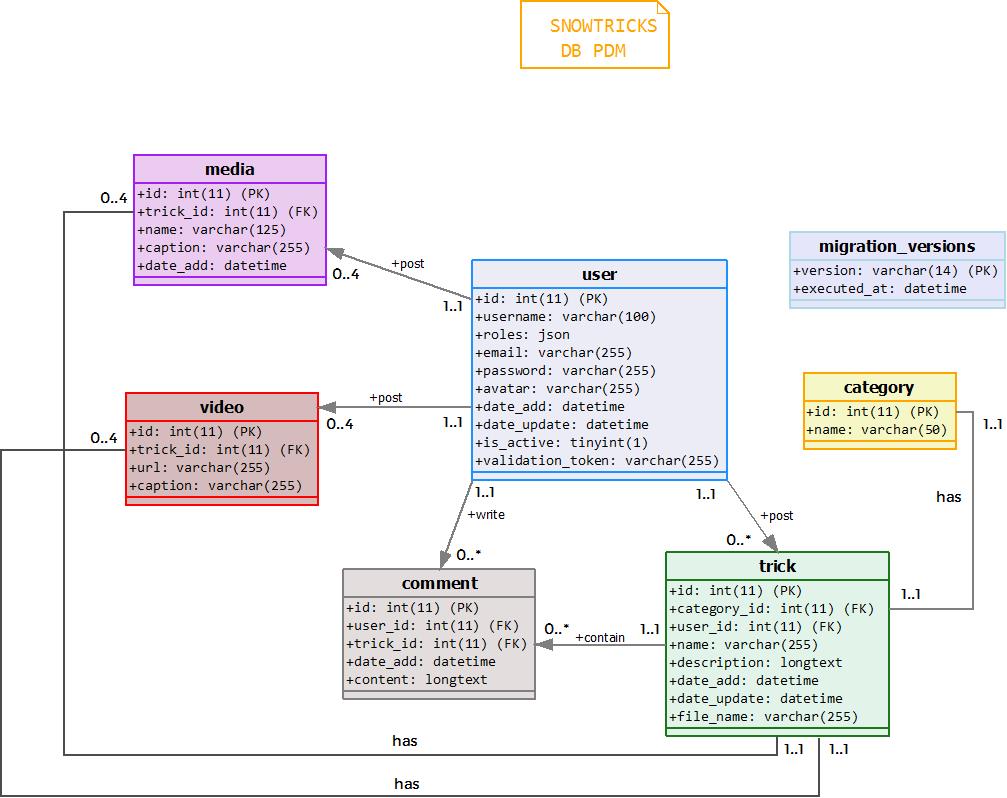 SNOWTRICKS
DB PDM
media
+id: int(11) (PK)
+trick_id: int(11) (FK)
+name: varchar(125)
+caption: varchar(255)
+date_add: datetime
0..4
0..4
+post
1..1
user
+id: int(11) (PK)
+username: varchar(100)
+roles: json
+email: varchar(255)
+password: varchar(255)
+avatar: varchar(255)
+date_add: datetime
+date_update: datetime
+is_active: tinyint(1)
+validation_token: varchar(255)
migration_versions
+version: varchar(14) (PK)
+executed_at: datetime
category
+id: int(11) (PK)
+name: varchar(50)
1..1
has
1..1
video
+id: int(11) (PK)
+trick_id: int(11) (FK)
+url: varchar(255)
+caption: varchar(255)
0..4
0..4
+post
1..1
1..1
+write
0..*
1..1
+post
0..*
comment
+id: int(11) (PK)
+user_id: int(11) (FK)
+trick_id: int(11) (FK)
+date_add: datetime
+content: longtext
0..*
+contain
1..1
trick
+id: int(11) (PK)
+category_id: int(11) (FK)
+user_id: int(11) (FK)
+name: varchar(255)
+description: longtext
+date_add: datetime
+date_update: datetime
+file_name: varchar(255)
has
1..1
1..1
has